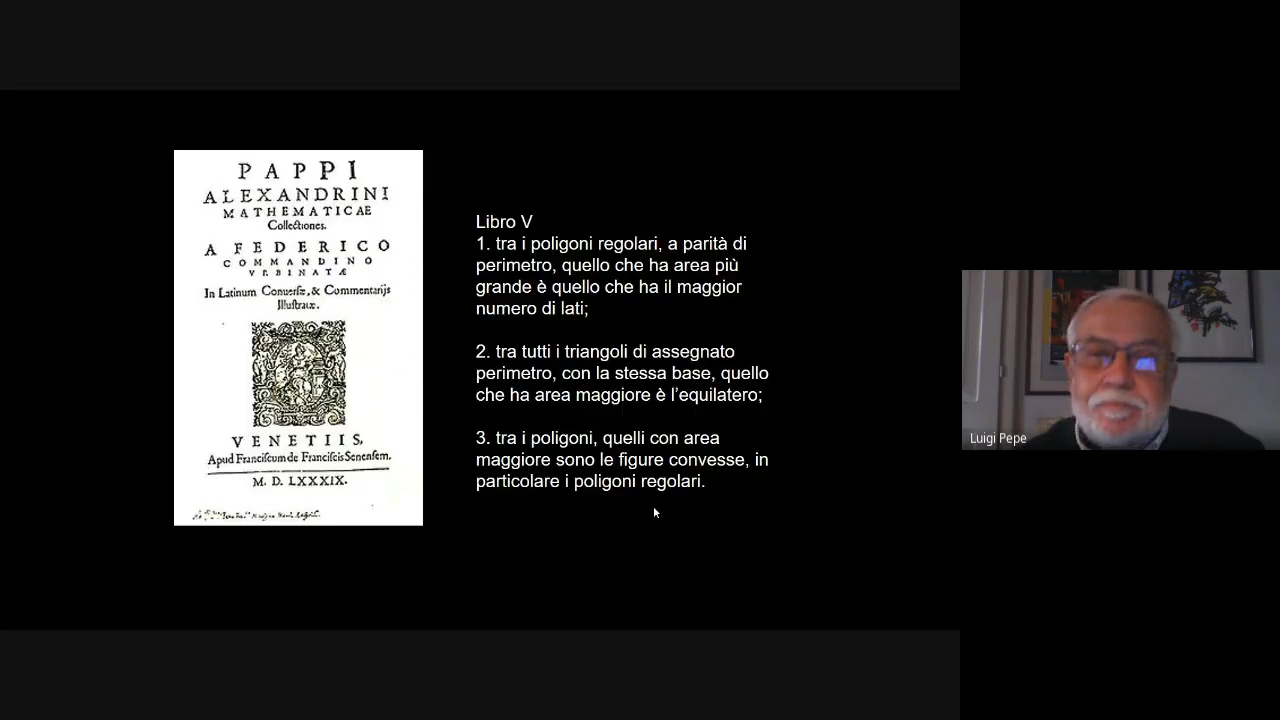 PAPPI
ALEXANDRINI
MATHEMATICAE
Collectiones.
A FEDERICO
COMMANDINO
VRBINATE
In Latinum Conuersæ, & Commentarijs
Illustratæ.
VENETIIS,
Apud Franciscum de Franciscis Senensem.
M. D. LXXXIX.
Libro V
1. tra i poligoni regolari, a parità di
perimetro, quello che ha area più
grande è quello che ha il maggior
numero di lati;
2. tra tutti i triangoli di assegnato
perimetro, con la stessa base, quello
che ha area maggiore è l’equilatero;
3. tra i poligoni, quelli con area
maggiore sono le figure convesse, in
particolare i poligoni regolari.
Luigi Pepe